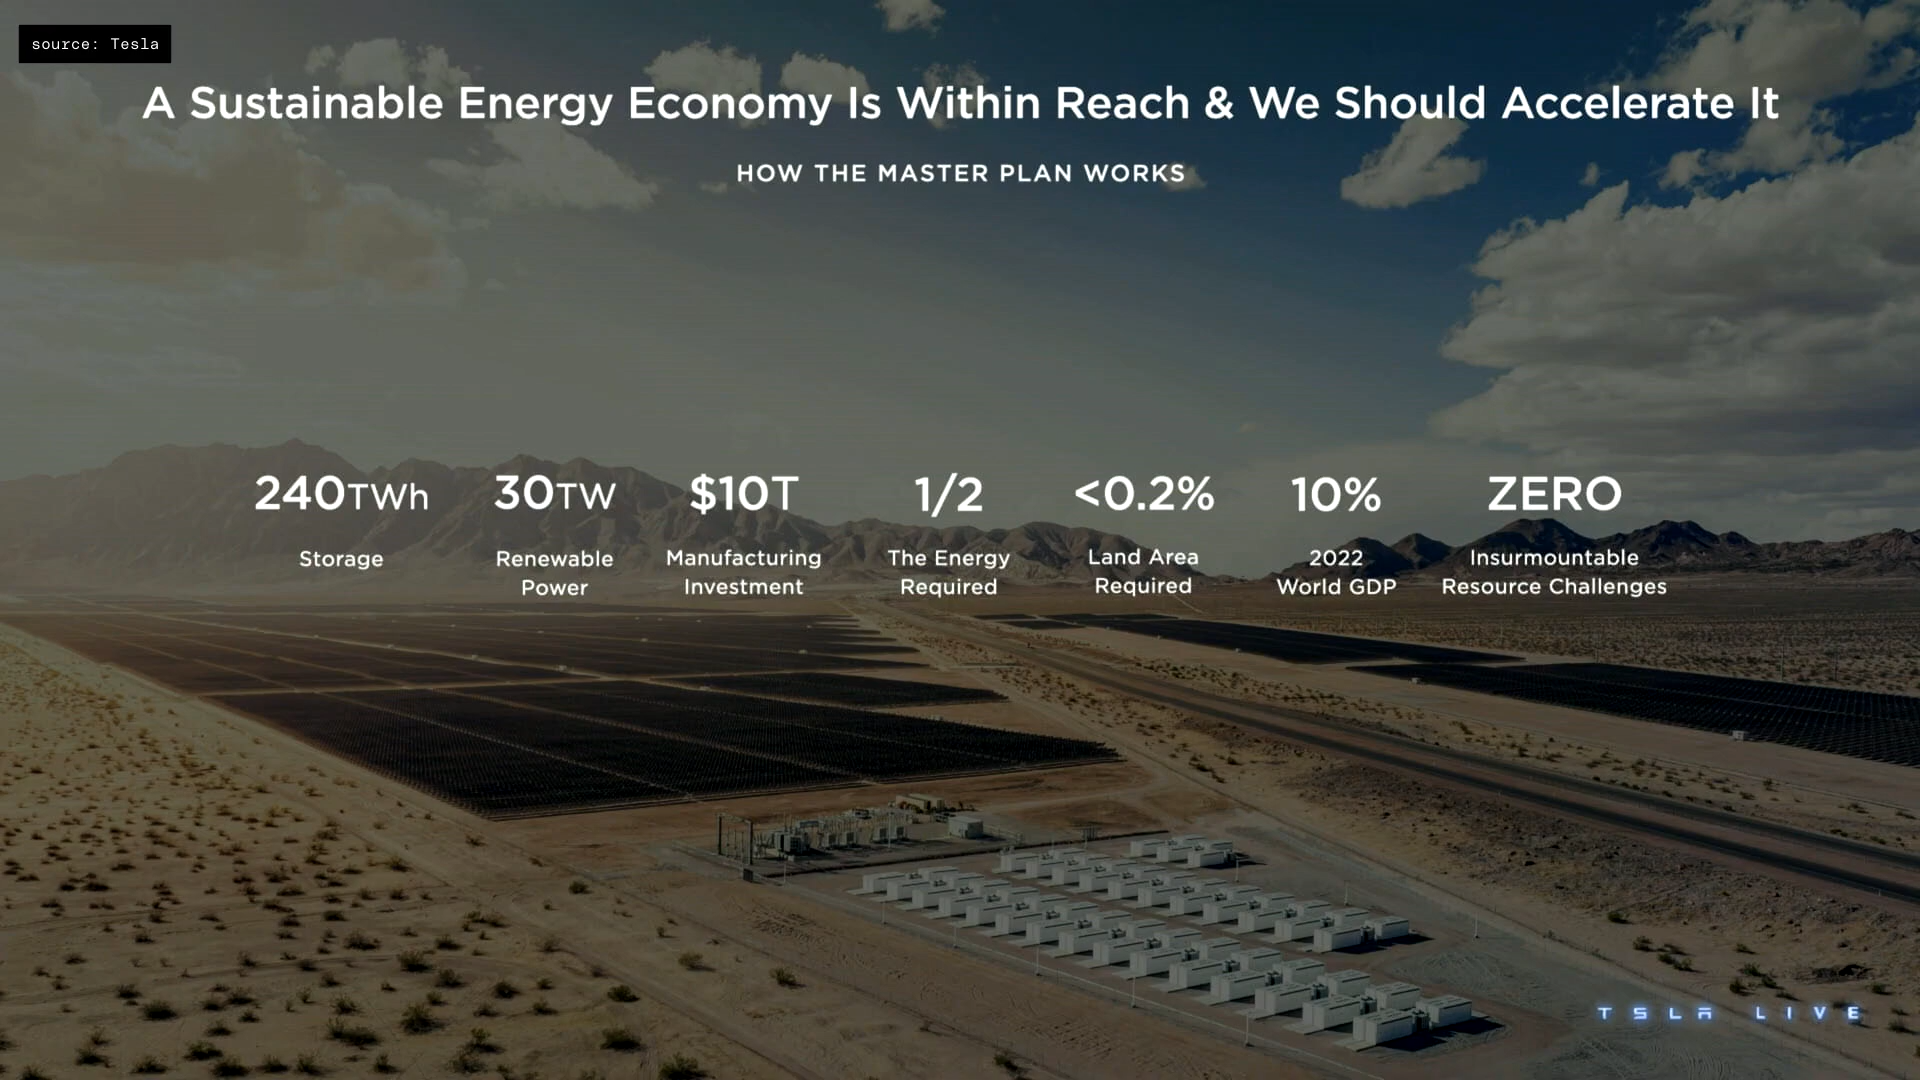 source: Tesla
A Sustainable Energy Economy Is Within Reach & We Should Accelerate It
HOW THE MASTER PLAN WORKS
240TWh
Storage
30TW
Renewable
Power
$10T
Manufacturing
Investment
1/2
The Energy
Required
<0.2%
Land Area
Required
10%
2022
World GDP
ZERO
Insurmountable
Resource Challenges
TSLA LIVE